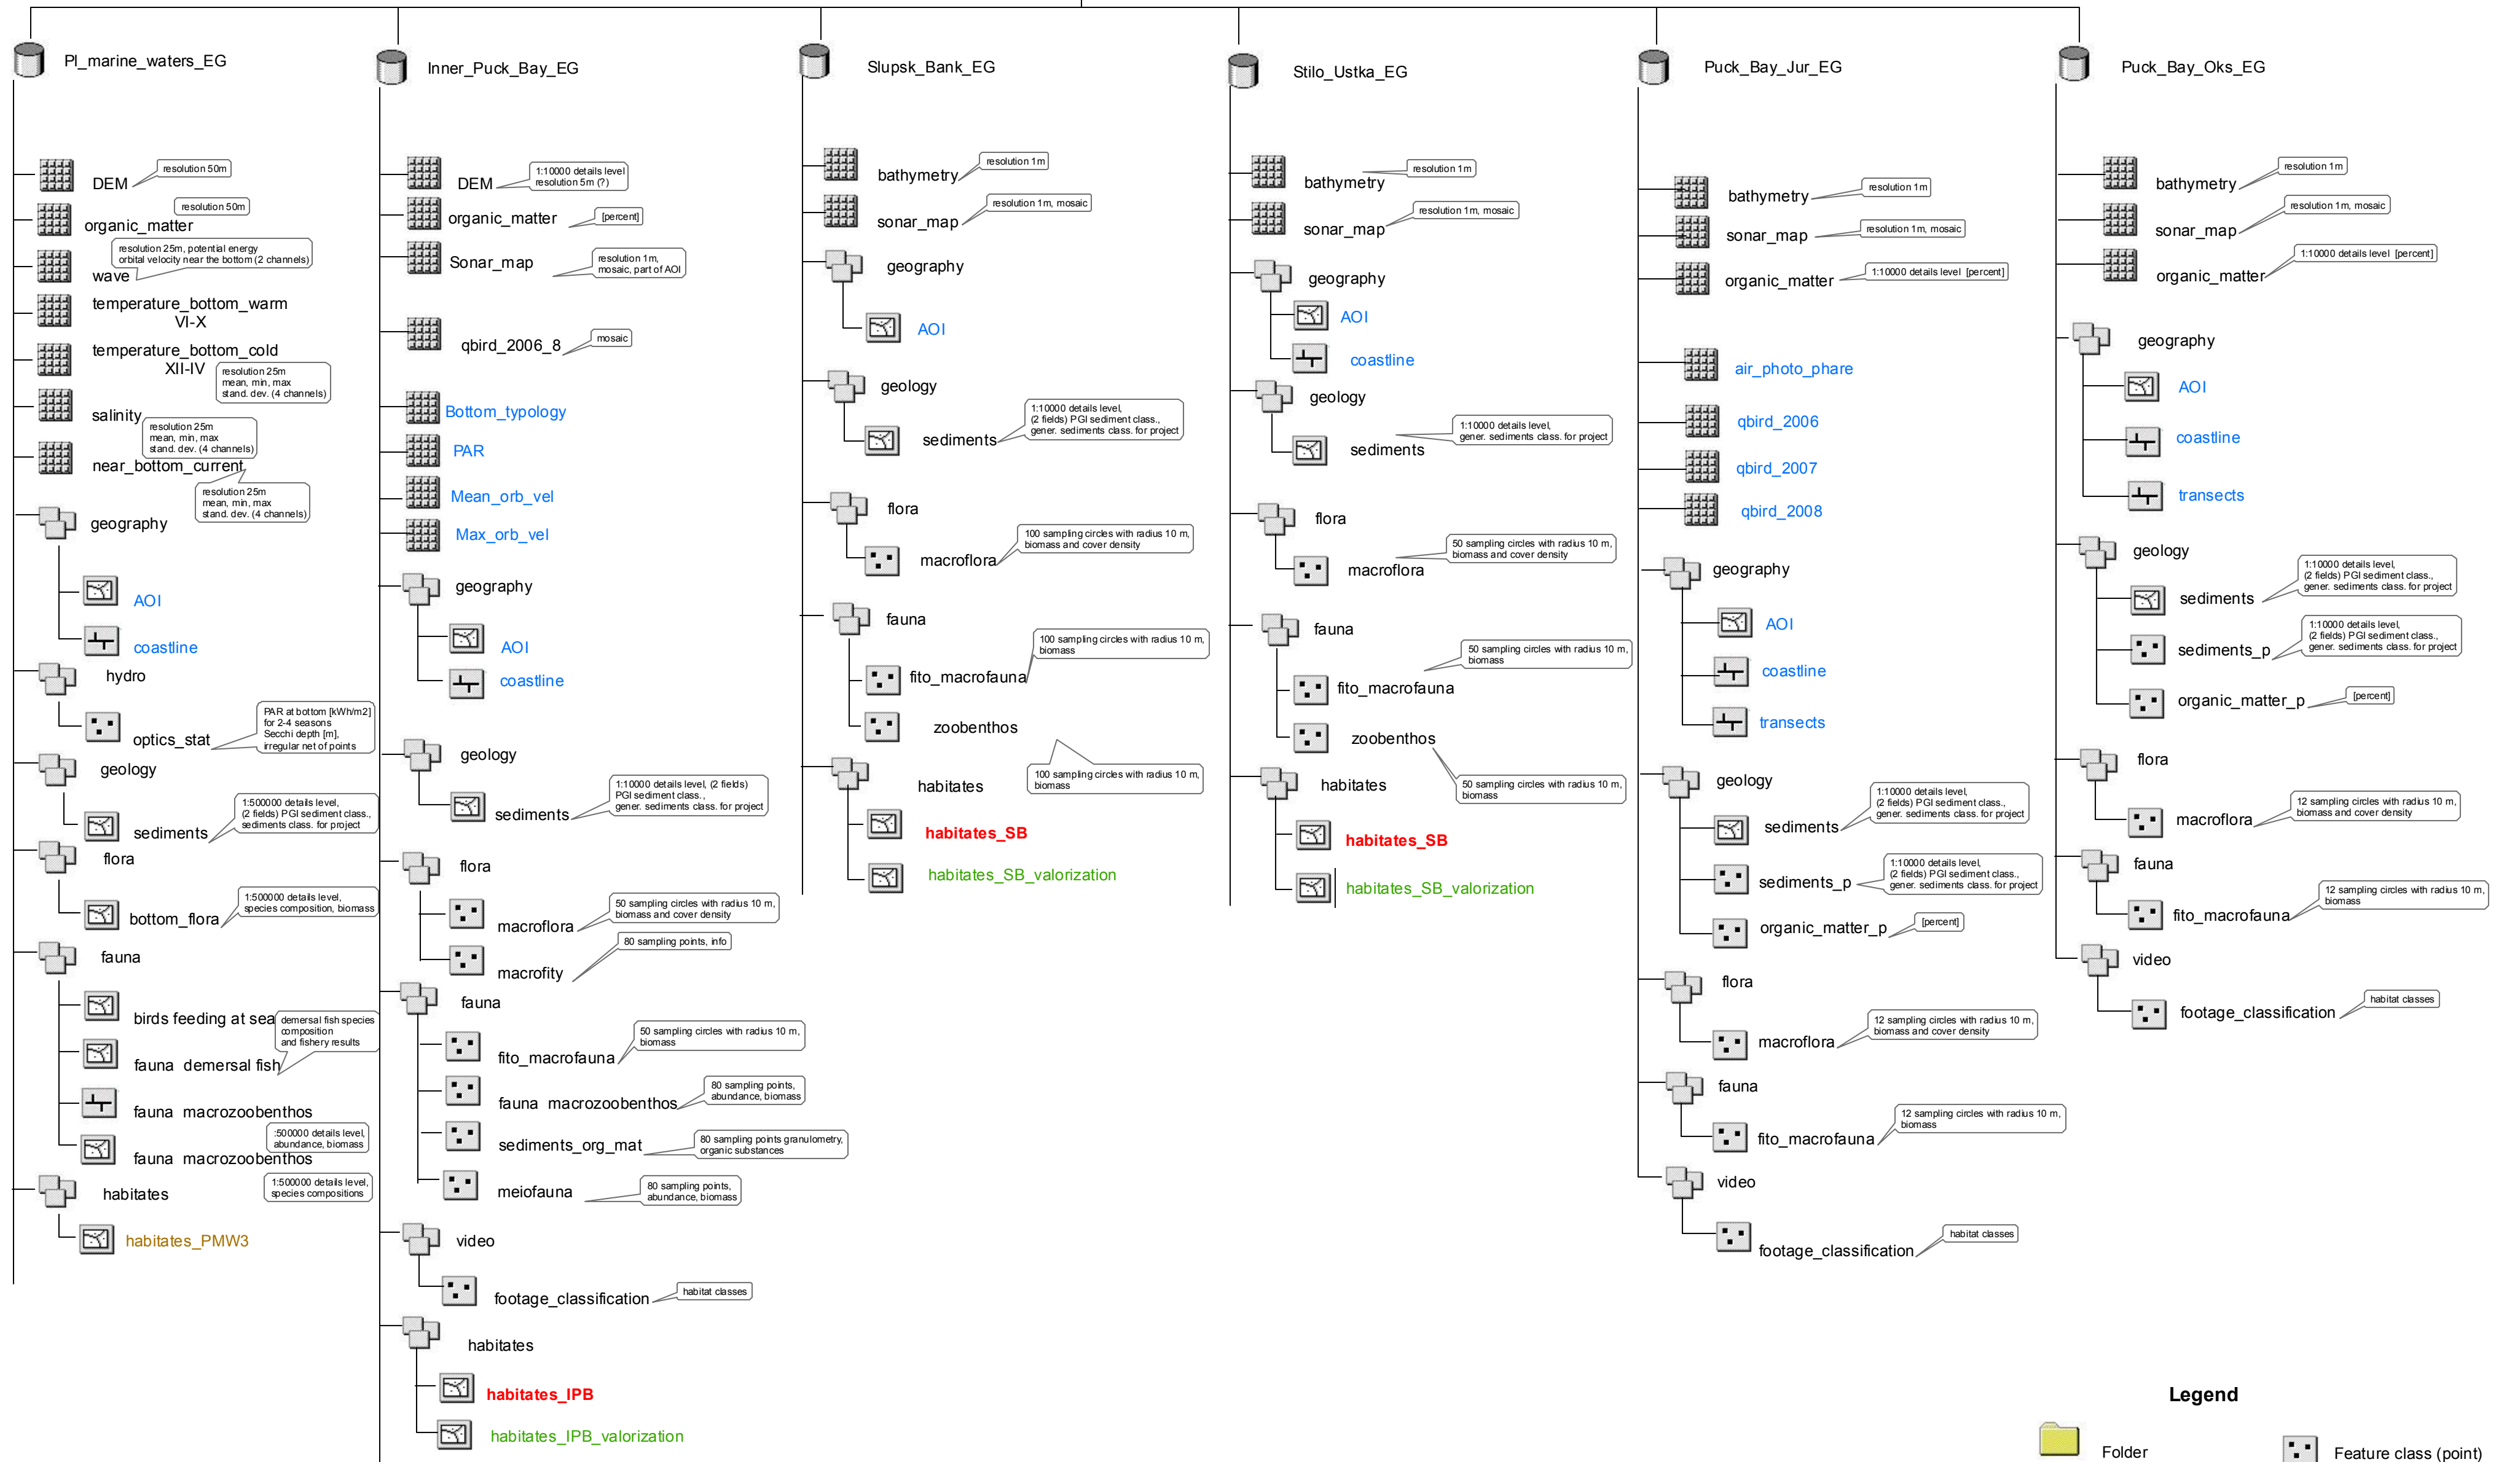 PI_marine_waters_EG
DEM
resolution 50m
organic_matter
resolution 50m
wave
resolution 25m, potential energy
orbital velocity near the bottom (2 channels)
temperature_bottom_warm
VI-X
temperature_bottom_cold
XII-IV
resolution 25m
mean, min, max
stand. dev. (4 channels)
salinity
resolution 25m
mean, min, max
stand. dev. (4 channels)
near_bottom_current
resolution 25m
mean, min, max
stand. dev. (4 channels)
geography
AOI
coastline
hydro
optics_stat
PAR at bottom [kWh/m2]
for 2-4 seasons
Secchi depth [m],
irregular net of points
geology
sediments
1:500000 details level,
(2 fields) PGI sediment class.,
sediments class. for project
flora
bottom_flora
1:500000 details level,
species composition, biomass
fauna
birds feeding at sea
demersal fish species
composition
and fishery results
fauna demersal fish
fauna macrozoobenthos
:500000 details level,
abundance, biomass
fauna macrozoobenthos
habitates
1:500000 details level,
species compositions
habitates_PMW3
Inner_Puck_Bay_EG
DEM
1:10000 details level
resolution 5m (?)
organic_matter
[percent]
Sonar_map
resolution 1m,
mosaic, part of AOI
qbird_2006_8
mosaic
Bottom_typology
PAR
Mean_orb_vel
Max_orb_vel
geography
AOI
coastline
geology
sediments
1:10000 details level, (2 fields)
PGI sediment class.,
gener. sediments class. for project
flora
macroflora
50 sampling circles with radius 10 m,
biomass and cover density
macrofity
80 sampling points, info
fauna
fito_macrofauna
50 sampling circles with radius 10 m,
biomass
fauna macrozoobenthos
80 sampling points,
abundance, biomass
sediments_org_mat
80 sampling points granulometry,
organic substances
meiofauna
80 sampling points,
abundance, biomass
video
footage_classification
habitat classes
habitates
habitates_IPB
habitates_IPB_valorization
Slupsk_Bank_EG
bathymetry
resolution 1m
sonar_map
resolution 1m, mosaic
geography
AOI
geology
sediments
1:10000 details level,
(2 fields) PGI sediment class.,
gener. sediments class. for project
flora
macroflora
100 sampling circles with radius 10 m,
biomass and cover density
fauna
fito_macrofauna
100 sampling circles with radius 10 m,
biomass
zoobenthos
100 sampling circles with radius 10 m,
biomass
habitates
habitates_SB
habitates_SB_valorization
Stilo_Ustka_EG
bathymetry
resolution 1m
sonar_map
resolution 1m, mosaic
geography
AOI
coastline
geology
sediments
1:10000 details level,
gener. sediments class. for project
flora
macroflora
50 sampling circles with radius 10 m,
biomass and cover density
fauna
fito_macrofauna
50 sampling circles with radius 10 m,
biomass
zoobenthos
50 sampling circles with radius 10 m,
biomass
habitates
habitates_SB
habitates_SB_valorization
Puck_Bay_Jur_EG
bathymetry
resolution 1m
sonar_map
resolution 1m, mosaic
organic_matter
1:10000 details level [percent]
air_photo_phare
qbird_2006
qbird_2007
qbird_2008
geography
AOI
coastline
transects
geology
sediments
1:10000 details level,
(2 fields) PGI sediment class.,
gener. sediments class. for project
sediments_p
1:10000 details level,
(2 fields) PGI sediment class.,
gener. sediments class. for project
organic_matter_p
[percent]
flora
macroflora
12 sampling circles with radius 10 m,
biomass and cover density
fauna
fito_macrofauna
12 sampling circles with radius 10 m,
biomass
video
footage_classification
habitat classes
Puck_Bay_Oks_EG
bathymetry
resolution 1m
sonar_map
resolution 1m, mosaic
organic_matter
1:10000 details level [percent]
geography
AOI
coastline
transects
geology
sediments
1:10000 details level,
(2 fields) PGI sediment class.,
gener. sediments class. for project
sediments_p
1:10000 details level,
(2 fields) PGI sediment class.,
gener. sediments class. for project
organic_matter_p
[percent]
flora
macroflora
12 sampling circles with radius 10 m,
biomass and cover density
fauna
fito_macrofauna
12 sampling circles with radius 10 m,
biomass
video
footage_classification
habitat classes
Legend
Folder
Feature class (point)